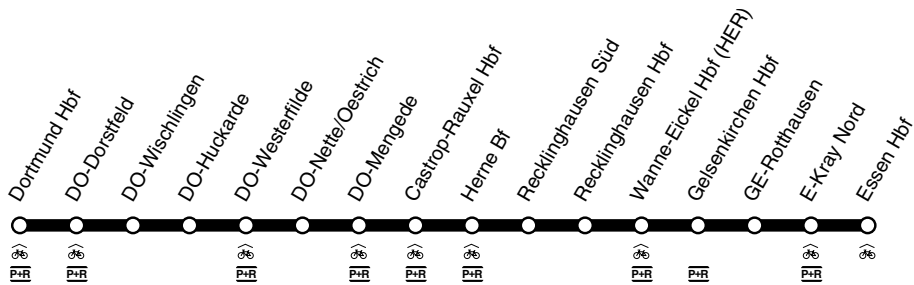 Dortmund Hbf
DO-Dorstfeld
DO-Wischlingen
DO-Huckarde
DO-Westerfilde
DO-Nette/Oestrich
DO-Mengede
Castrop-Rauxel Hbf
Herne Bf
Recklinghausen Süd
Recklinghausen Hbf
Wanne-Eickel Hbf (HER)
Gelsenkirchen Hbf
GE-Rotthausen
E-Kray Nord
Essen Hbf
P+R P+R P+R P+R P+R P+R P+R P+R P+R